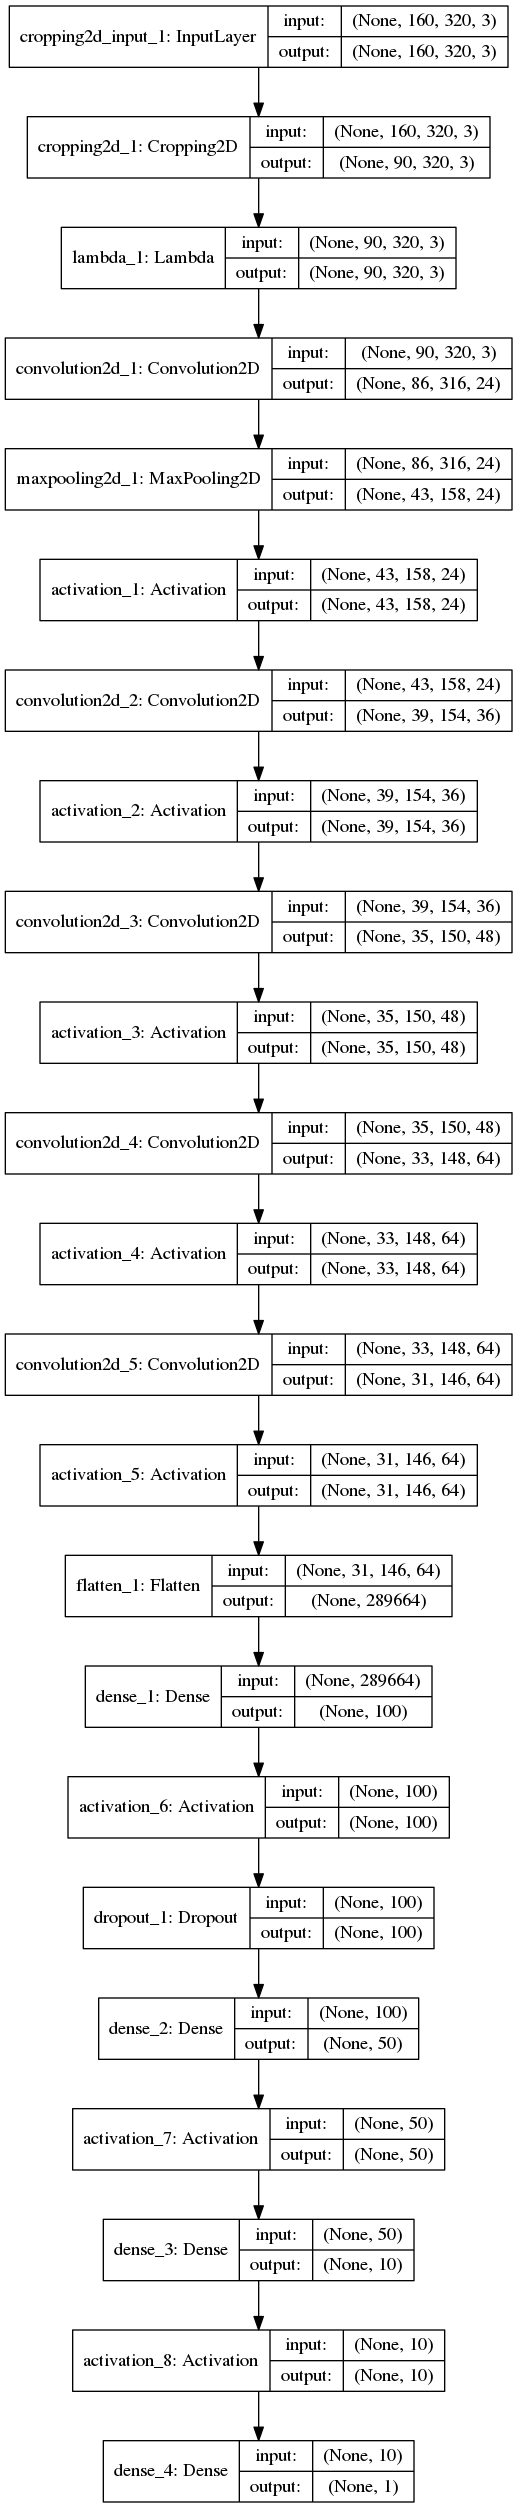 cropping2d_input_1: InputLayer
input: (None, 160, 320, 3)
output: (None, 160, 320, 3)
cropping2d_1: Cropping2D
input: (None, 160, 320, 3)
output: (None, 90, 320, 3)
lambda_1: Lambda
input: (None, 90, 320, 3)
output: (None, 90, 320, 3)
convolution2d_1: Convolution2D
input: (None, 90, 320, 3)
output: (None, 86, 316, 24)
maxpooling2d_1: MaxPooling2D
input: (None, 86, 316, 24)
output: (None, 43, 158, 24)
activation_1: Activation
input: (None, 43, 158, 24)
output: (None, 43, 158, 24)
convolution2d_2: Convolution2D
input: (None, 43, 158, 24)
output: (None, 39, 154, 36)
activation_2: Activation
input: (None, 39, 154, 36)
output: (None, 39, 154, 36)
convolution2d_3: Convolution2D
input: (None, 39, 154, 36)
output: (None, 35, 150, 48)
activation_3: Activation
input: (None, 35, 150, 48)
output: (None, 35, 150, 48)
convolution2d_4: Convolution2D
input: (None, 35, 150, 48)
output: (None, 33, 148, 64)
activation_4: Activation
input: (None, 33, 148, 64)
output: (None, 33, 148, 64)
convolution2d_5: Convolution2D
input: (None, 33, 148, 64)
output: (None, 31, 146, 64)
activation_5: Activation
input: (None, 31, 146, 64)
output: (None, 31, 146, 64)
flatten_1: Flatten
input: (None, 31, 146, 64)
output: (None, 289664)
dense_1: Dense
input: (None, 289664)
output: (None, 100)
activation_6: Activation
input: (None, 100)
output: (None, 100)
dropout_1: Dropout
input: (None, 100)
output: (None, 100)
dense_2: Dense
input: (None, 100)
output: (None, 50)
activation_7: Activation
input: (None, 50)
output: (None, 50)
dense_3: Dense
input: (None, 50)
output: (None, 10)
activation_8: Activation
input: (None, 10)
output: (None, 10)
dense_4: Dense
input: (None, 10)
output: (None, 1)